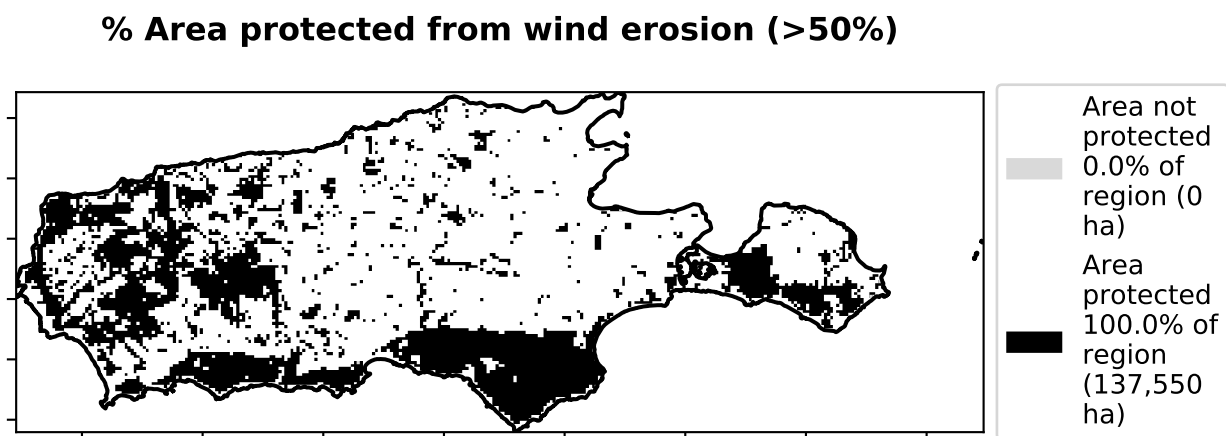 % Area protected from wind erosion (>50%)
Area not
protected
0.0% of
region (0
ha)
Area
protected
100.0% of
region
(137,550
ha)